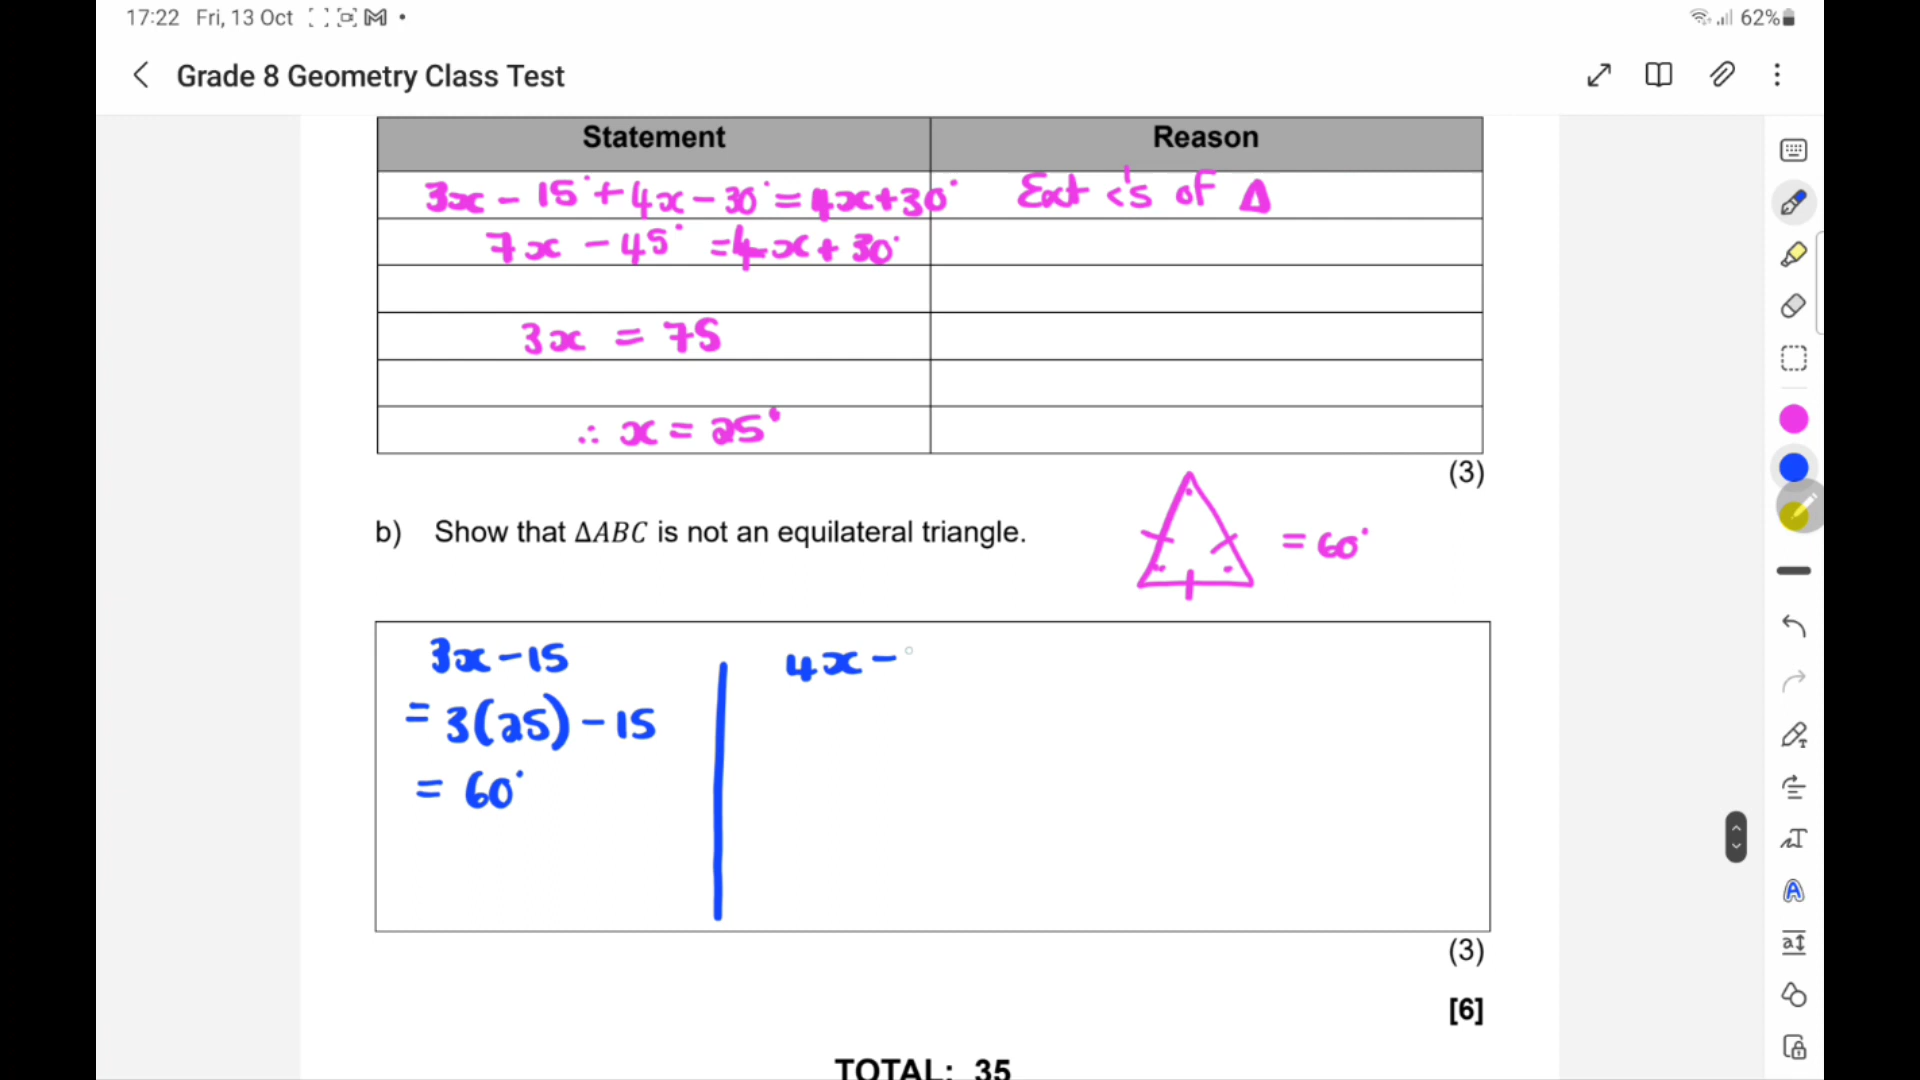 17:22 Fri, 13 Oct
62%
Grade 8 Geometry Class Test
Statement Reason
3x - 15° + 4x - 30° = 4x + 30° Ext <'s of Δ
7x - 45° = 4x + 30°
3x = 75
∴ x = 25°
(3)
b) Show that ΔABC is not an equilateral triangle.
= 60°
3x - 15
= 3(25) - 15
= 60°
4x -
(3)
[6]
TOTAL: 35